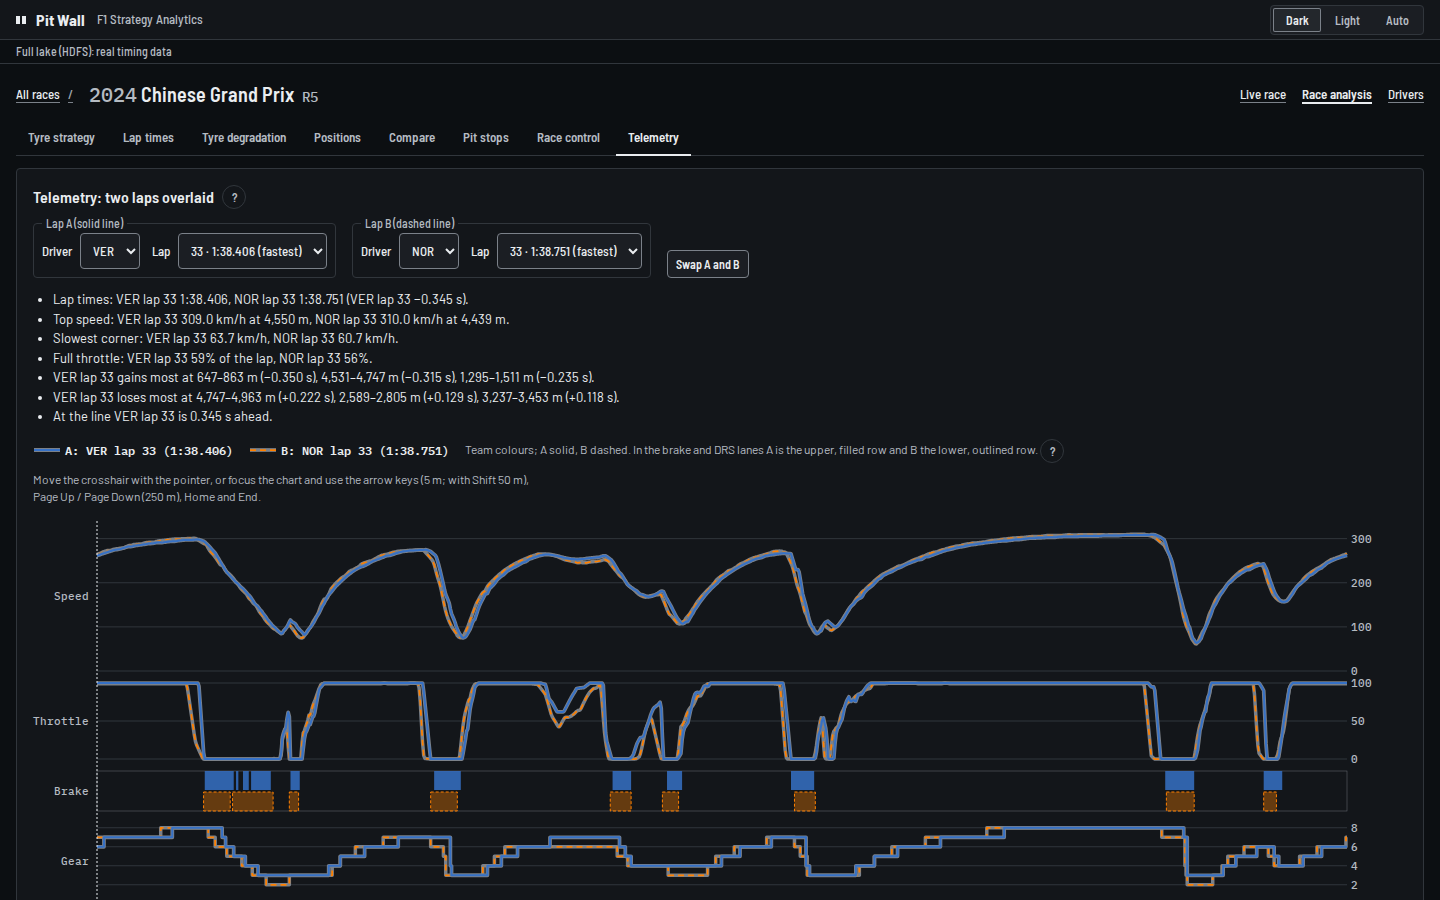 Pit Wall F1 Strategy Analytics Dark Light Auto
Full lake (HDFS): real timing data
All races / 2024 Chinese Grand Prix R5 Live race Race analysis Drivers
Tyre strategy Lap times Tyre degradation Positions Compare Pit stops Race control Telemetry
Telemetry: two laps overlaid ?
Lap A (solid line) Lap B (dashed line)
Driver VER Lap 33 · 1:38.406 (fastest) Driver NOR Lap 33 · 1:38.751 (fastest) Swap A and B
• Lap times: VER lap 33 1:38.406, NOR lap 33 1:38.751 (VER lap 33 −0.345 s).
• Top speed: VER lap 33 309.0 km/h at 4,550 m, NOR lap 33 310.0 km/h at 4,439 m.
• Slowest corner: VER lap 33 63.7 km/h, NOR lap 33 60.7 km/h.
• Full throttle: VER lap 33 59% of the lap, NOR lap 33 56%.
• VER lap 33 gains most at 647–863 m (−0.350 s), 4,531–4,747 m (−0.315 s), 1,295–1,511 m (−0.235 s).
• VER lap 33 loses most at 4,747–4,963 m (+0.222 s), 2,589–2,805 m (+0.129 s), 3,237–3,453 m (+0.118 s).
• At the line VER lap 33 is 0.345 s ahead.
A: VER lap 33 (1:38.406) B: NOR lap 33 (1:38.751) Team colours; A solid, B dashed. In the brake and DRS lanes A is the upper, filled row and B the lower, outlined row. ?
Move the crosshair with the pointer, or focus the chart and use the arrow keys (5 m; with Shift 50 m),
Page Up / Page Down (250 m), Home and End.
300
200
Speed
100
0
100
Throttle 50
0
Brake
8
6
Gear
4
2